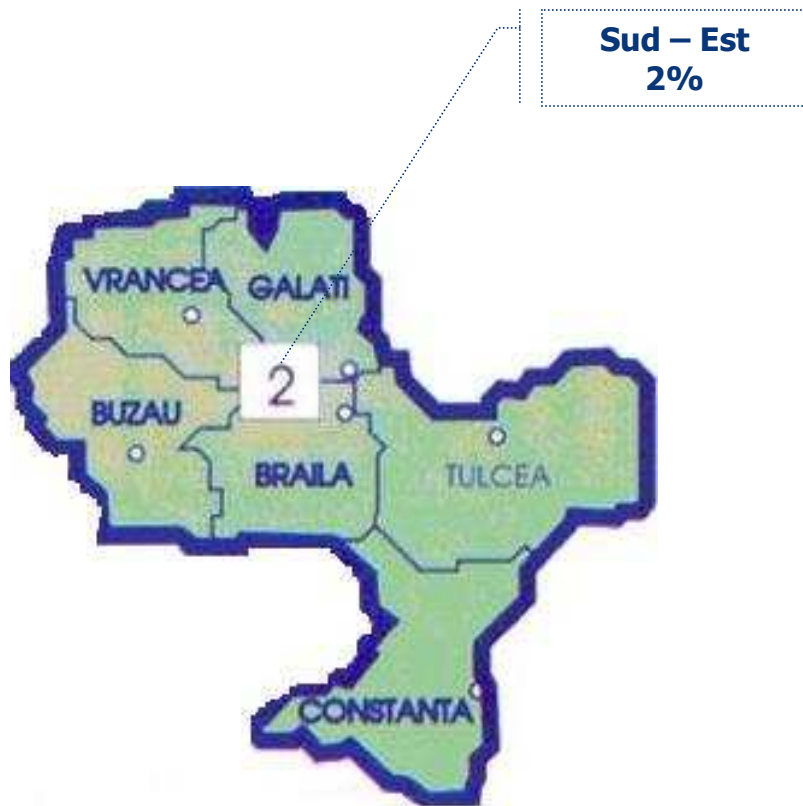 Sud – Est
2%
VRANCEA
GALATI
2
BUZAU
BRAILA
TULCEA
CONSTANTA